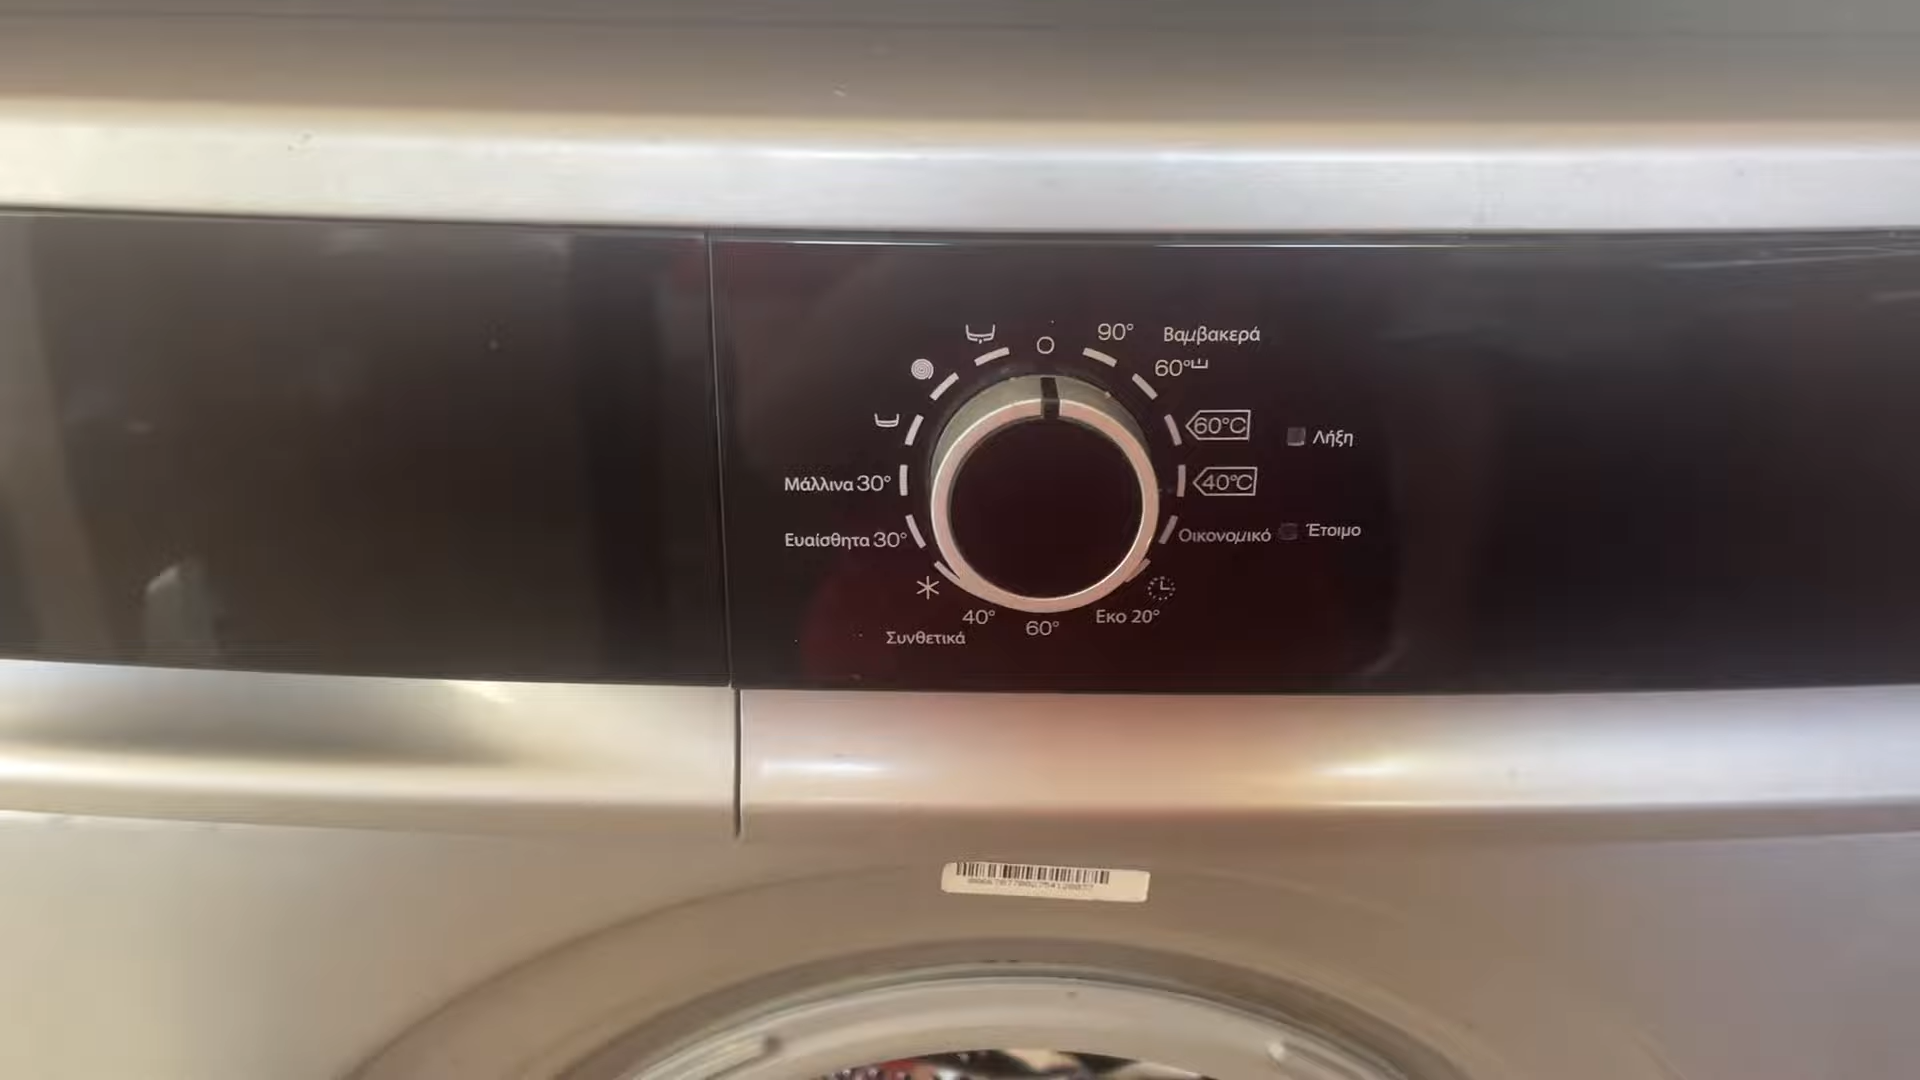 90° Βαμβακερά
60°
60°C
40°C
Οικονομικό
Εκο 20°
60°
40°
Συνθετικά
Ευαίσθητα 30°
Μάλλινα 30°
Λήξη
Έτοιμο